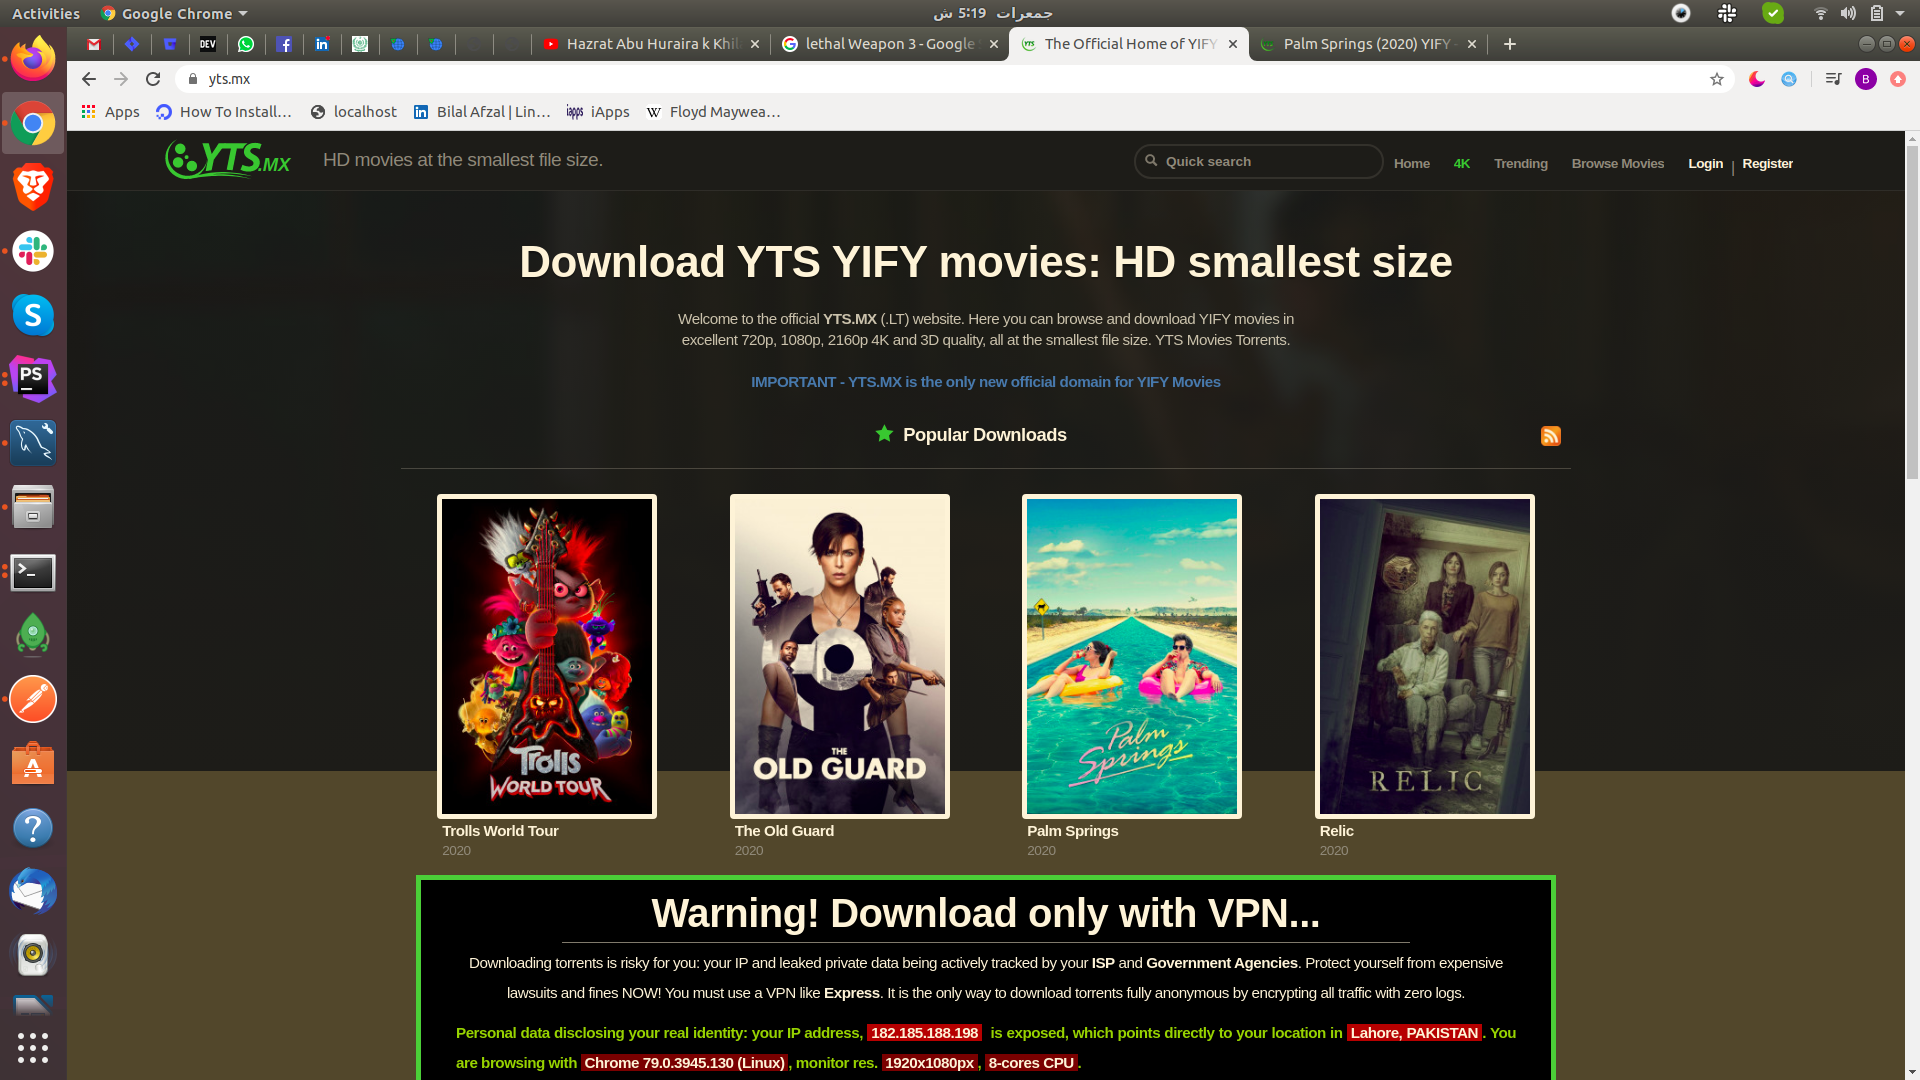 Activities
Google Chrome
جمعرات 5:19 ش
DEV
Hazrat Abu Huraira k Khil
lethal Weapon 3 - Google
The Official Home of YIFY
Palm Springs (2020) YIFY -
yts.mx
B
Apps
How To Install...
localhost
Bilal Afzal | Lin...
iApps
Floyd Maywea...
YTS.MX
HD movies at the smallest file size.
Quick search
Home
4K
Trending
Browse Movies
Login | Register
Download YTS YIFY movies: HD smallest size
Welcome to the official YTS.MX (.LT) website. Here you can browse and download YIFY movies in
excellent 720p, 1080p, 2160p 4K and 3D quality, all at the smallest file size. YTS Movies Torrents.
IMPORTANT - YTS.MX is the only new official domain for YIFY Movies
Popular Downloads
Trolls
WORLD TOUR
THE
OLD GUARD
Palm
Springs
RELIC
Trolls World Tour
2020
The Old Guard
2020
Palm Springs
2020
Relic
2020
Warning! Download only with VPN...
Downloading torrents is risky for you: your IP and leaked private data being actively tracked by your ISP and Government Agencies. Protect yourself from expensive
lawsuits and fines NOW! You must use a VPN like Express. It is the only way to download torrents fully anonymous by encrypting all traffic with zero logs.
Personal data disclosing your real identity: your IP address, 182.185.188.198 is exposed, which points directly to your location in Lahore, PAKISTAN. You
are browsing with Chrome 79.0.3945.130 (Linux), monitor res. 1920x1080px, 8-cores CPU.
PS